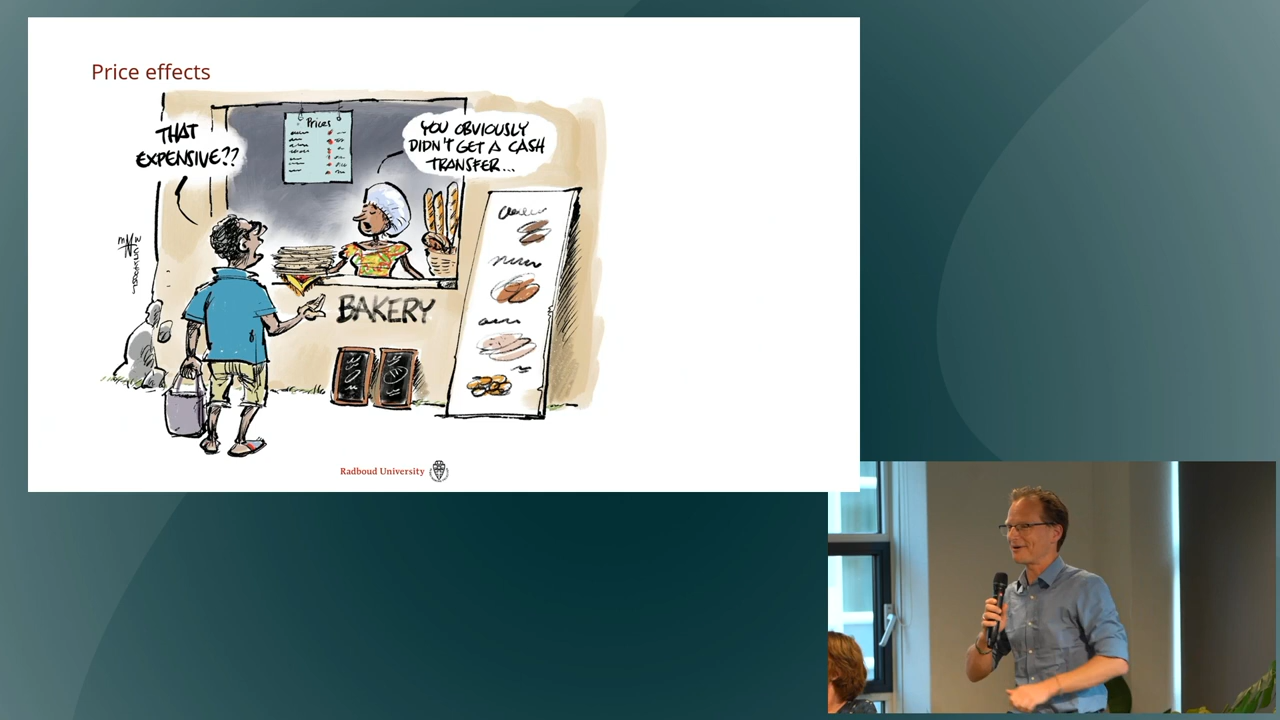 Price effects
THAT
EXPENSIVE??
Prices
YOU OBVIOUSLY
DIDN'T GET A CASH
TRANSFER...
BAKERY
Radboud University